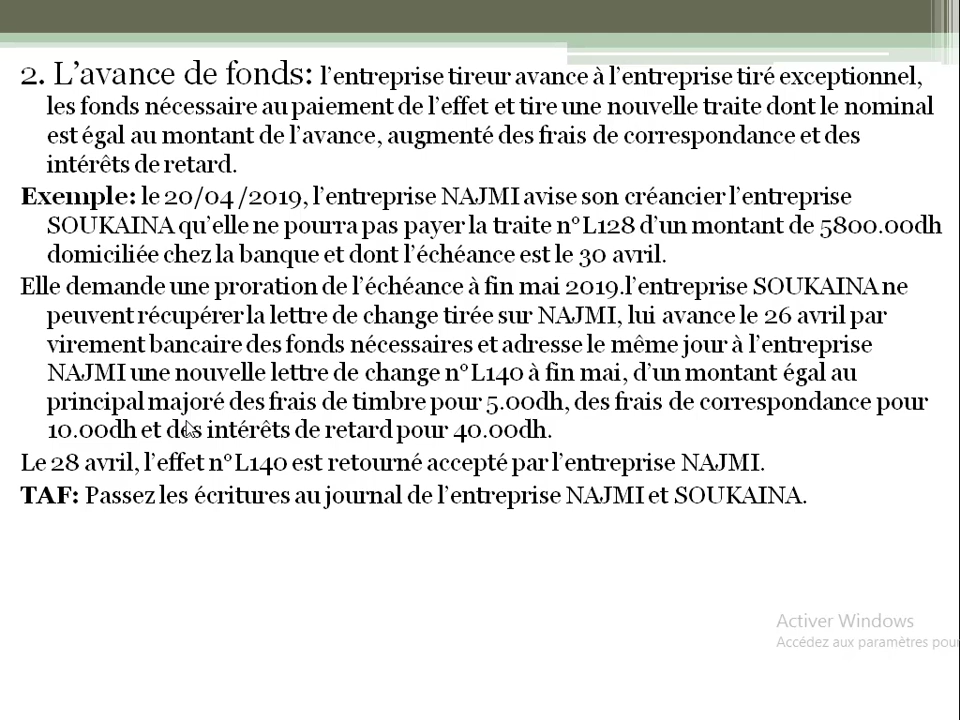 2. L’avance de fonds: l’entreprise tireur avance à l’entreprise tiré exceptionnel,
les fonds nécessaire au paiement de l’effet et tire une nouvelle traite dont le nominal
est égal au montant de l’avance, augmenté des frais de correspondance et des
intérêts de retard.
Exemple: le 20/04/2019, l’entreprise NAJMI avise son créancier l’entreprise
SOUKAINA qu’elle ne pourra pas payer la traite n°L128 d’un montant de 5800.00dh
domiciliée chez la banque et dont l’échéance est le 30 avril.
Elle demande une proration de l’échéance à fin mai 2019.l’entreprise SOUKAINA ne
peuvent récupérer la lettre de change tirée sur NAJMI, lui avance le 26 avril par
virement bancaire des fonds nécessaires et adresse le même jour à l’entreprise
NAJMI une nouvelle lettre de change n°L140 à fin mai, d’un montant égal au
principal majoré des frais de timbre pour 5.00dh, des frais de correspondance pour
10.00dh et des intérêts de retard pour 40.00dh.
Le 28 avril, l’effet n°L140 est retourné accepté par l’entreprise NAJMI.
TAF: Passez les écritures au journal de l’entreprise NAJMI et SOUKAINA.
Activer Windows
Accédez aux paramètres pour